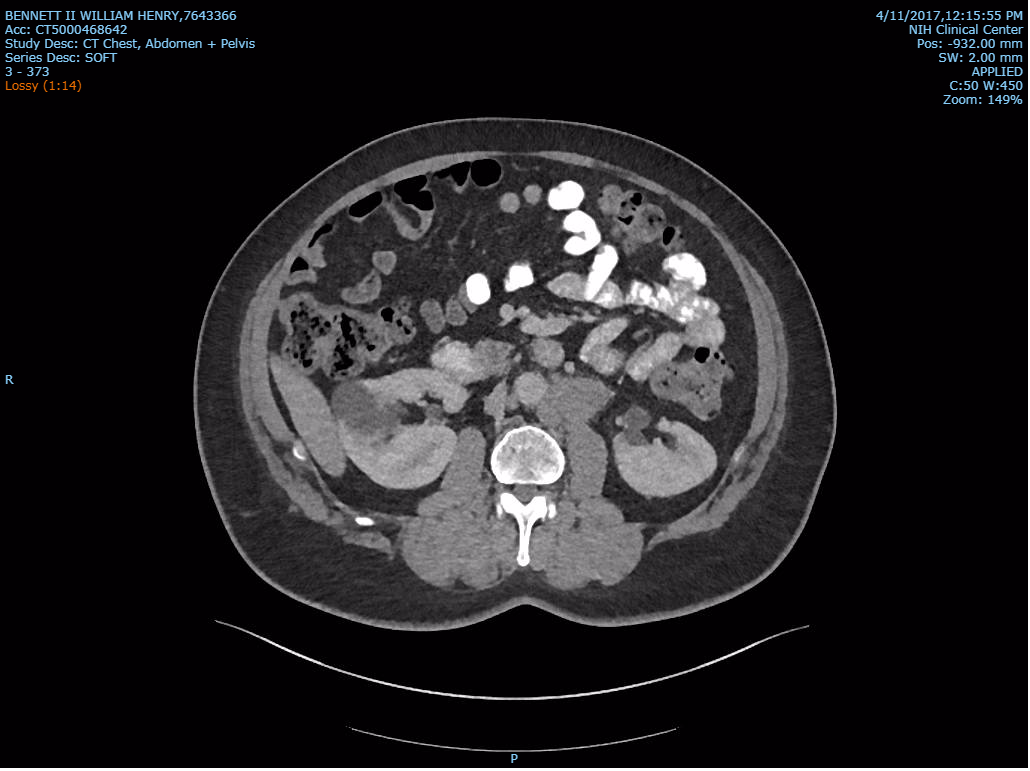 BENNETT II WILLIAM HENRY,7643366
Acc: CT5000468642
Study Desc: CT Chest, Abdomen + Pelvis
Series Desc: SOFT
3 - 373
Lossy (1:14)
4/11/2017,12:15:55 PM
NIH Clinical Center
Pos: -932.00 mm
SW: 2.00 mm
APPLIED
C:50 W:450
Zoom: 149%
R
P